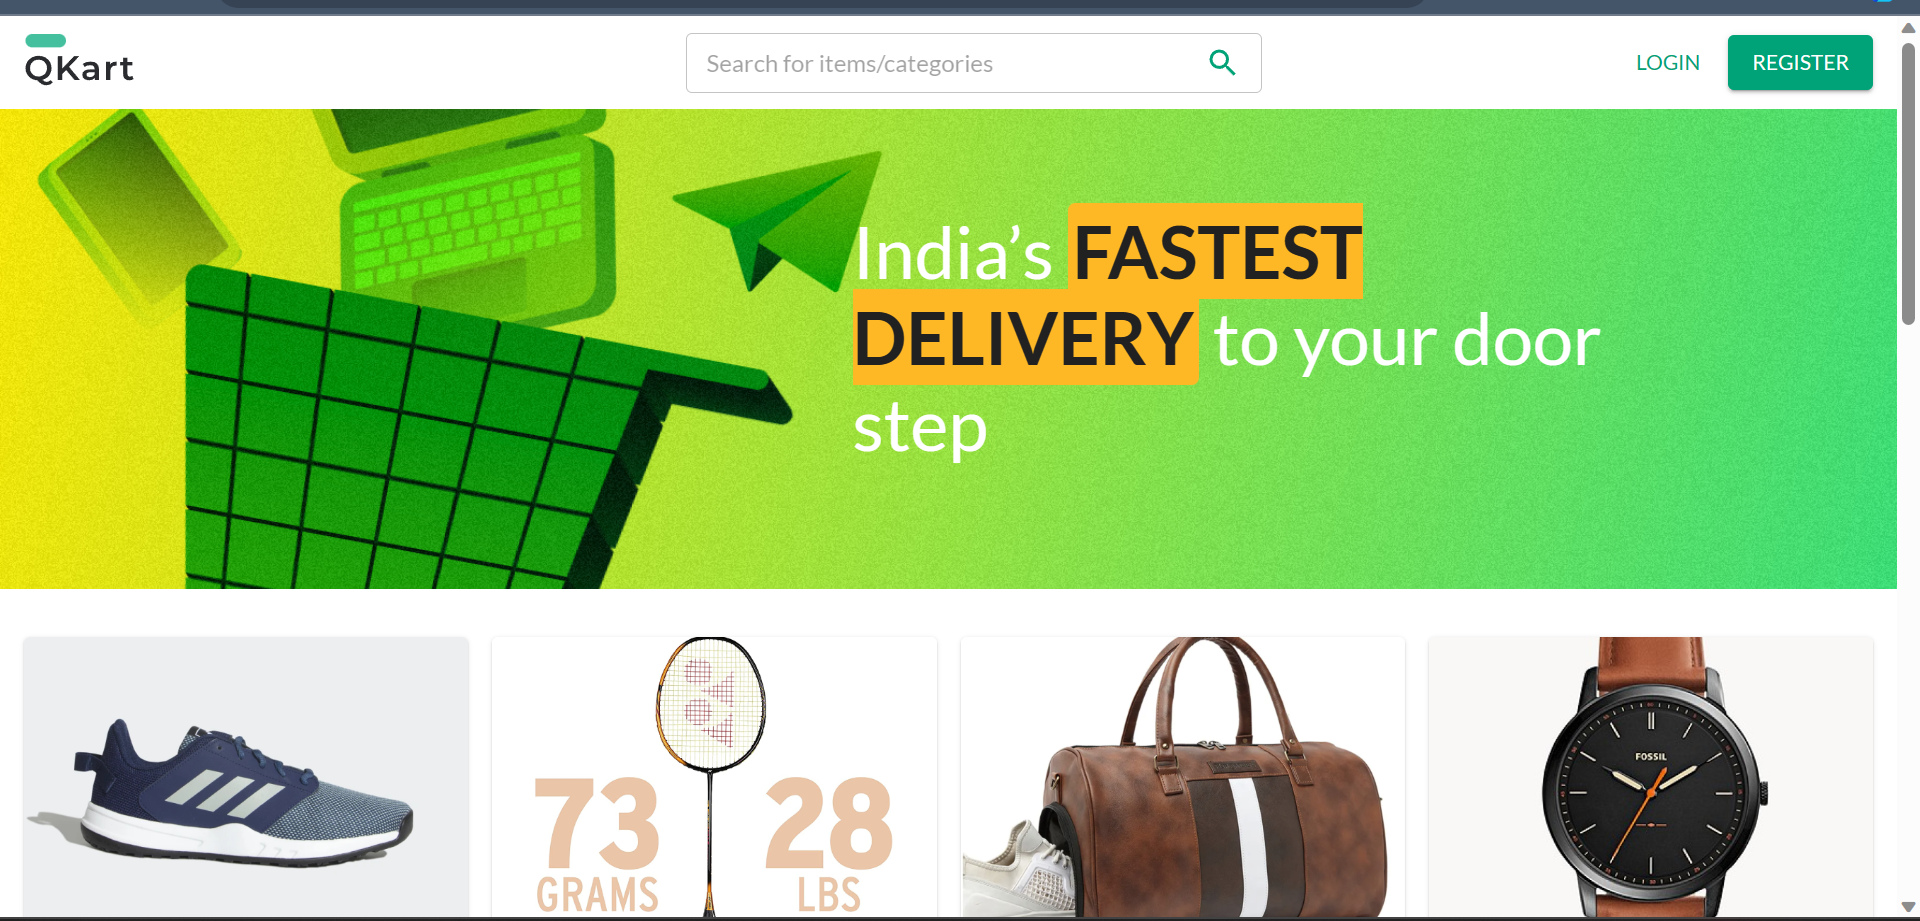 QKart
Search for items/categories
LOGIN
REGISTER
India’s FASTEST
DELIVERY to your door
step
73
GRAMS
28
LBS
FOSSIL